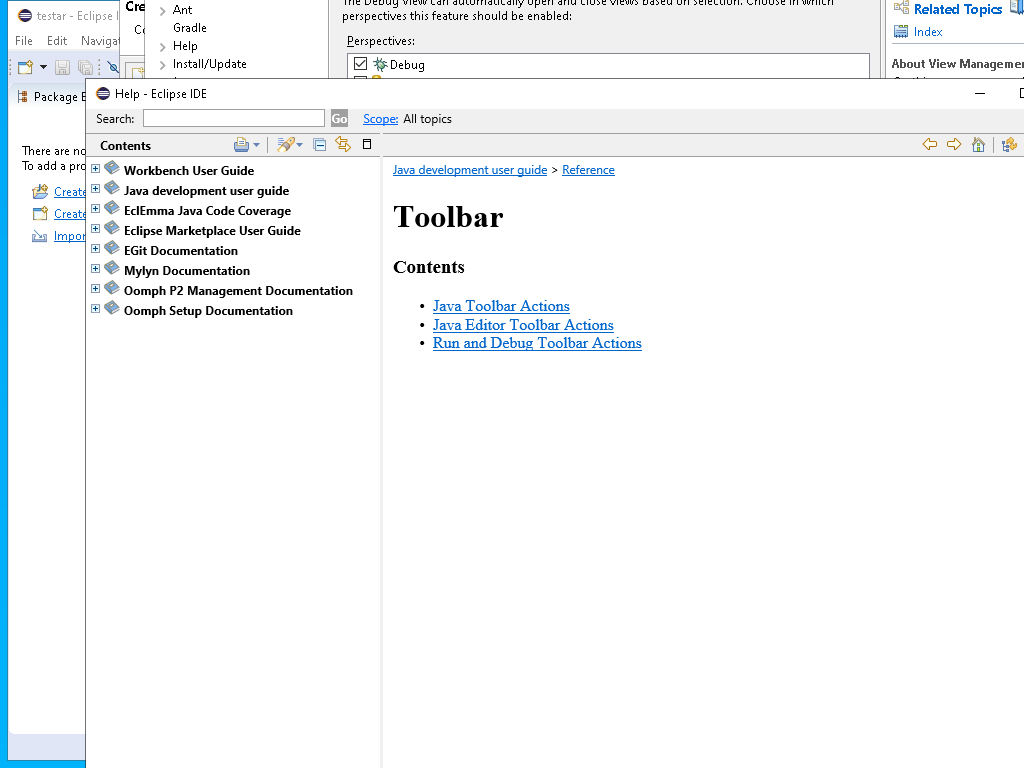 testar - Eclipse I
File Edit Navigat
Package E
There are no
To add a pro
Create
Create
Impor
Cre
Ant
Gradle
Help
Install/Update
The Debug View can automatically open and close views based on selection. Choose in which
perspectives this feature should be enabled:
Perspectives:
Debug
Related Topics
Index
About View Manageme
Help - Eclipse IDE
Search: Go Scope: All topics
Contents
Workbench User Guide
Java development user guide
EclEmma Java Code Coverage
Eclipse Marketplace User Guide
EGit Documentation
Mylyn Documentation
Oomph P2 Management Documentation
Oomph Setup Documentation
Java development user guide > Reference
Toolbar
Contents
• Java Toolbar Actions
• Java Editor Toolbar Actions
• Run and Debug Toolbar Actions